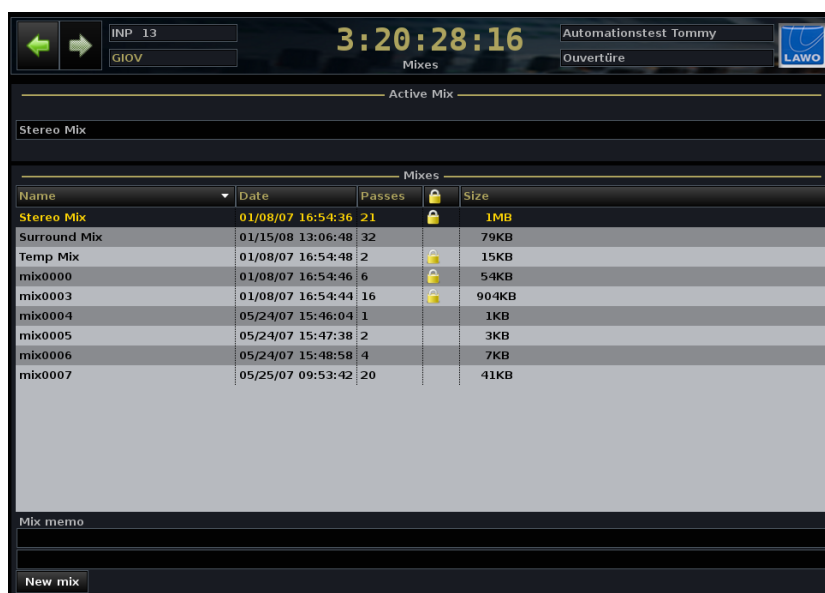 INP 13
GIOV
3:20:28:16
Mixes
Automationstest Tommy
Ouvertüre
LAWO
Active Mix
Stereo Mix
Mixes
Name Date Passes Size
Stereo Mix 01/08/07 16:54:36 21 1MB
Surround Mix 01/15/08 13:06:48 32 79KB
Temp Mix 01/08/07 16:54:48 2 15KB
mix0000 01/08/07 16:54:46 6 54KB
mix0003 01/08/07 16:54:44 16 904KB
mix0004 05/24/07 15:46:04 1 1KB
mix0005 05/24/07 15:47:38 2 3KB
mix0006 05/24/07 15:48:58 4 7KB
mix0007 05/25/07 09:53:42 20 41KB
Mix memo
New mix